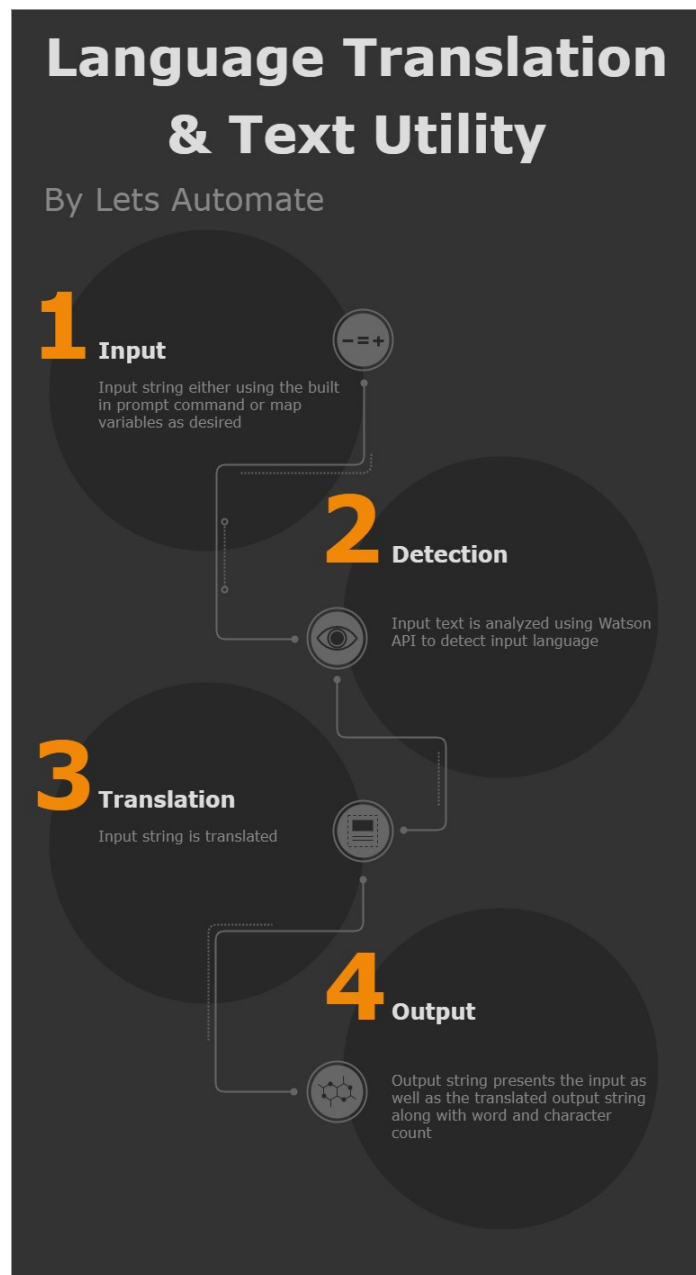 Language Translation
& Text Utility
By Lets Automate
1
Input
Input string either using the built
in prompt command or map
variables as desired
2
Detection
Input text is analyzed using Watson
API to detect input language
3
Translation
Input string is translated
4
Output
Output string presents the input as
well as the translated output string
along with word and character
count